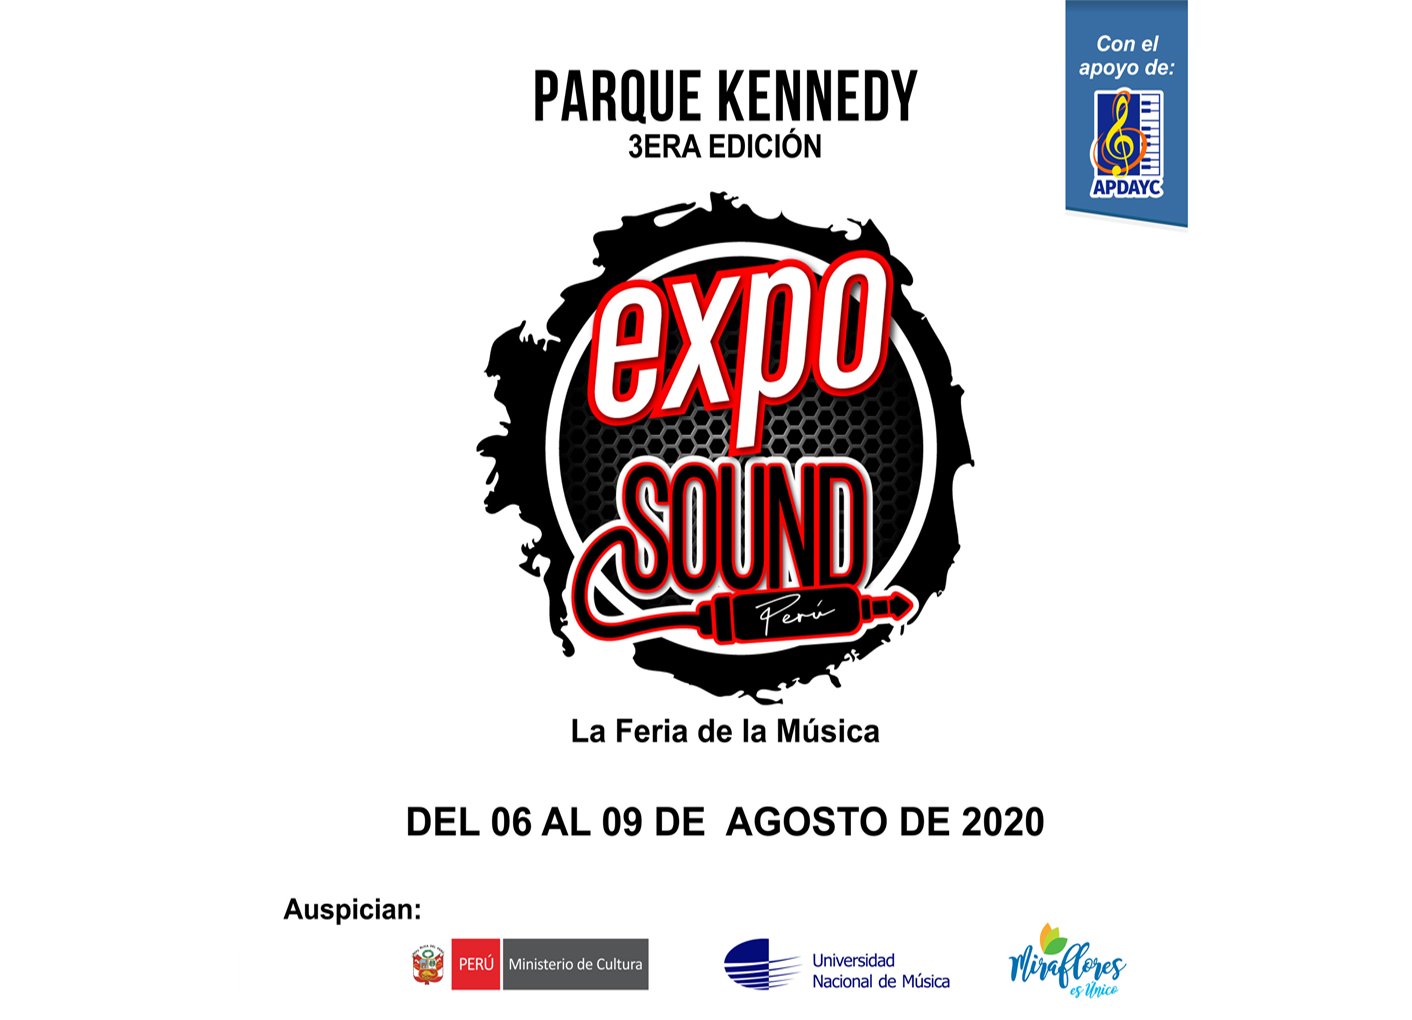 Con el
apoyo de:
APDAYC
PARQUE KENNEDY
3ERA EDICIÓN
expo
SOUND
Perú
La Feria de la Música
DEL 06 AL 09 DE AGOSTO DE 2020
Auspician:
PERÚ Ministerio de Cultura
Universidad
Nacional de Música
Miraflores
es Único